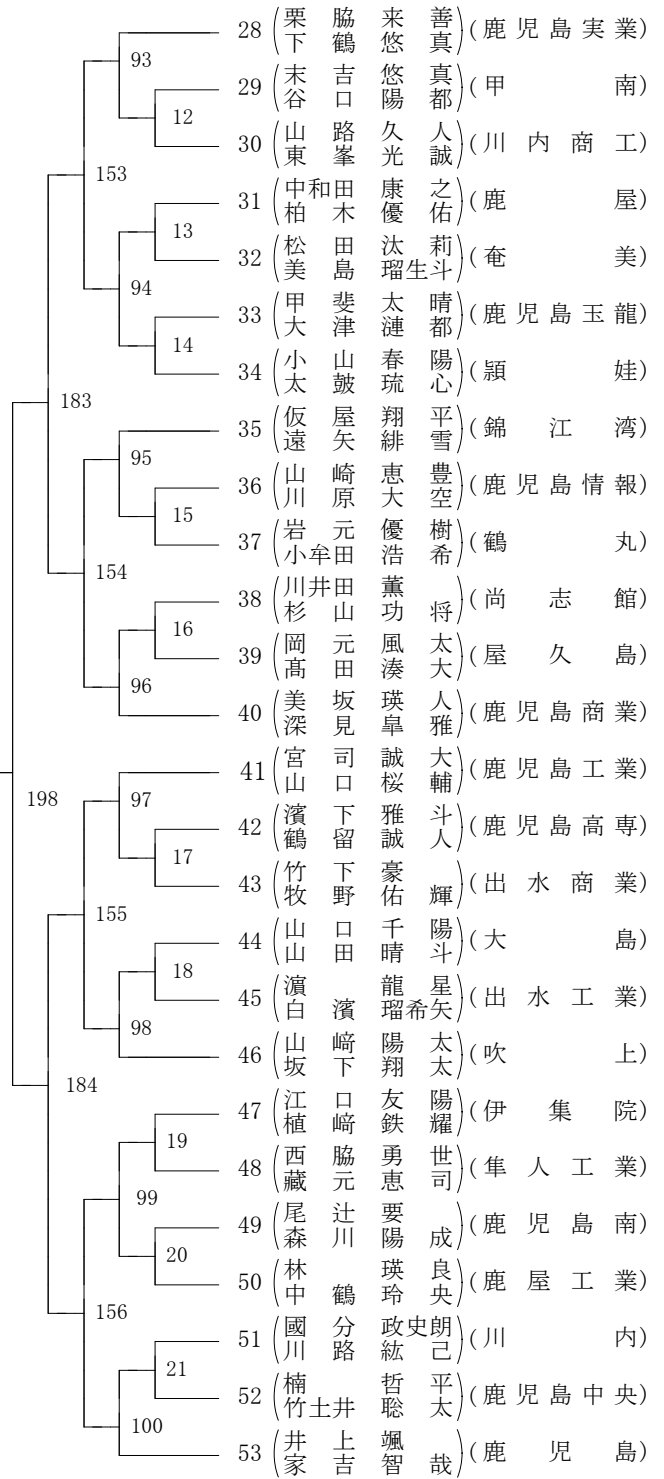 28 (栗脇来善 下鶴悠真) (鹿児島実業)
93
29 (末吉悠真 谷口陽都) (甲南)
12
30 (山路久人 東峯光誠) (川内商工)
153
31 (中和田康之 柏木優佑) (鹿屋)
13
32 (松田汰莉 美島瑠生斗) (奄美)
94
33 (甲斐太晴 大津漣都) (鹿児島玉龍)
14
34 (小山春陽 太鼓琉心) (頴娃)
183
35 (仮屋翔平 遠矢緋雪) (錦江湾)
95
36 (山崎恵豊 川原大空) (鹿児島情報)
15
37 (岩元優樹 小牟田浩希) (鶴丸)
154
38 (川井田薫 杉山功将) (尚志館)
16
39 (岡元風太 髙田湊大) (屋久島)
96
40 (美坂瑛人 深見皐雅) (鹿児島商業)
198
41 (宮司誠大 山口桜輔) (鹿児島工業)
97
42 (濱下雅斗 鶴留誠人) (鹿児島高専)
17
43 (竹下豪 牧野佑輝) (出水商業)
155
44 (山口千陽 山田晴斗) (大島)
18
45 (濵龍星 白濱瑠希矢) (出水工業)
98
46 (山﨑陽太 坂下翔太) (吹上)
184
47 (江口友陽 植﨑鉄耀) (伊集院)
19
48 (西脇勇世 藏元恵司) (隼人工業)
99
49 (尾辻要 森川陽成) (鹿児島南)
20
50 (林瑛良 中鶴玲央) (鹿屋工業)
156
51 (國分政史朗 川路紘己) (川内)
21
52 (楠哲平 竹土井聡太) (鹿児島中央)
100
53 (井上颯 家吉智哉) (鹿児島)